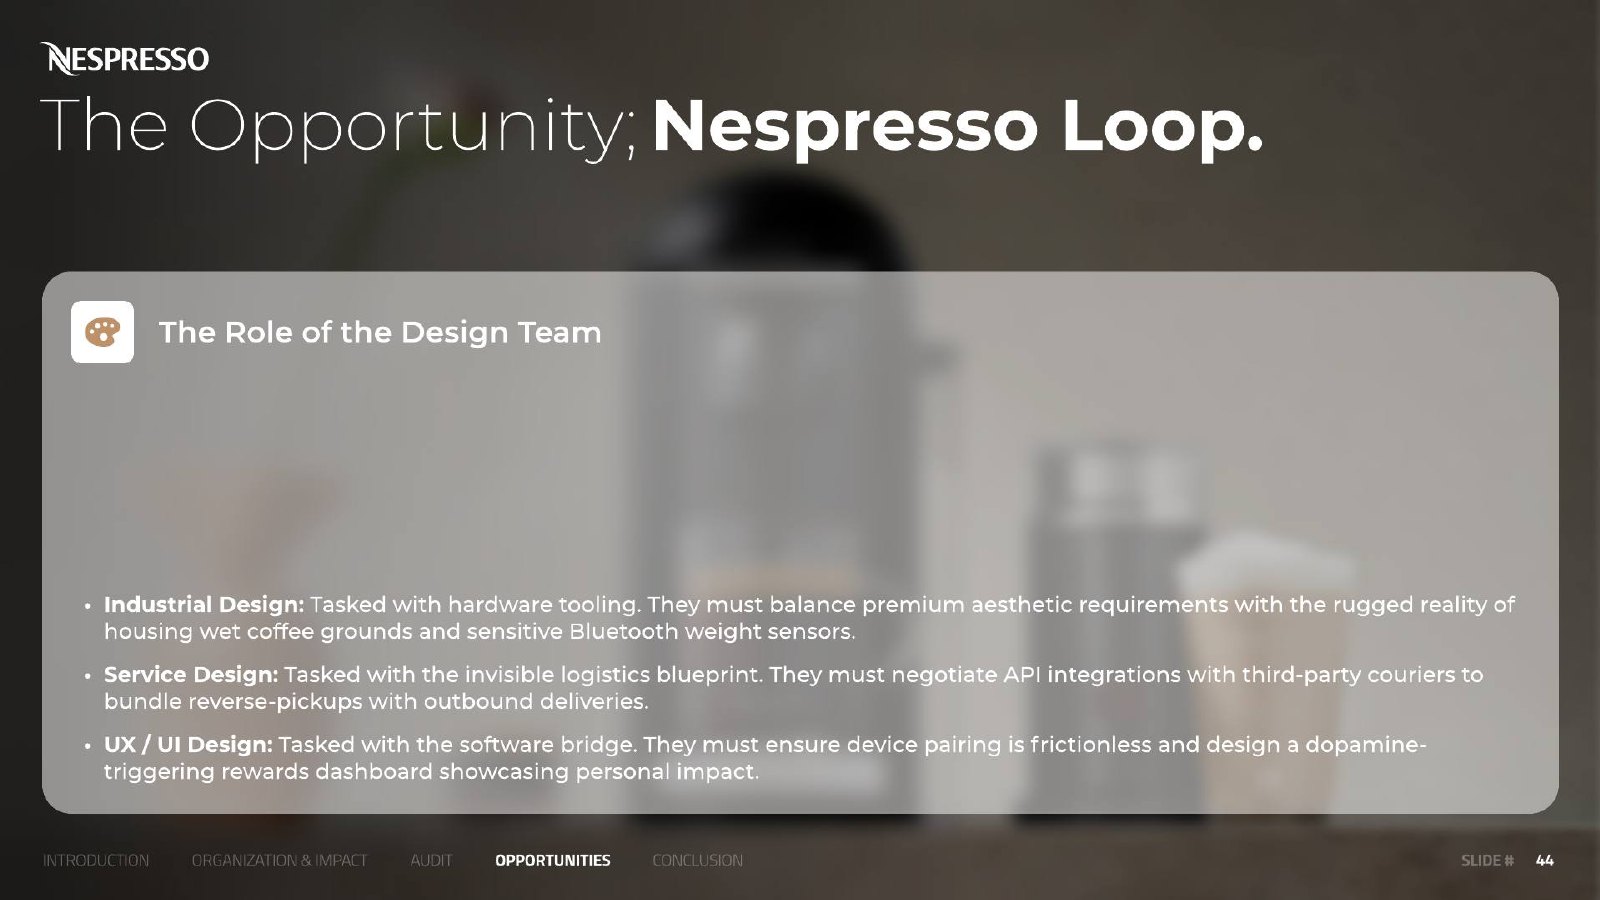 NESPRESSO
The Opportunity; Nespresso Loop.
The Role of the Design Team
• Industrial Design: Tasked with hardware tooling. They must balance premium aesthetic requirements with the rugged reality of
housing wet coffee grounds and sensitive Bluetooth weight sensors.
• Service Design: Tasked with the invisible logistics blueprint. They must negotiate API integrations with third-party couriers to
bundle reverse-pickups with outbound deliveries.
• UX / UI Design: Tasked with the software bridge. They must ensure device pairing is frictionless and design a dopamine-
triggering rewards dashboard showcasing personal impact.
INTRODUCTION ORGANIZATION & IMPACT AUDIT OPPORTUNITIES CONCLUSION SLIDE # 44